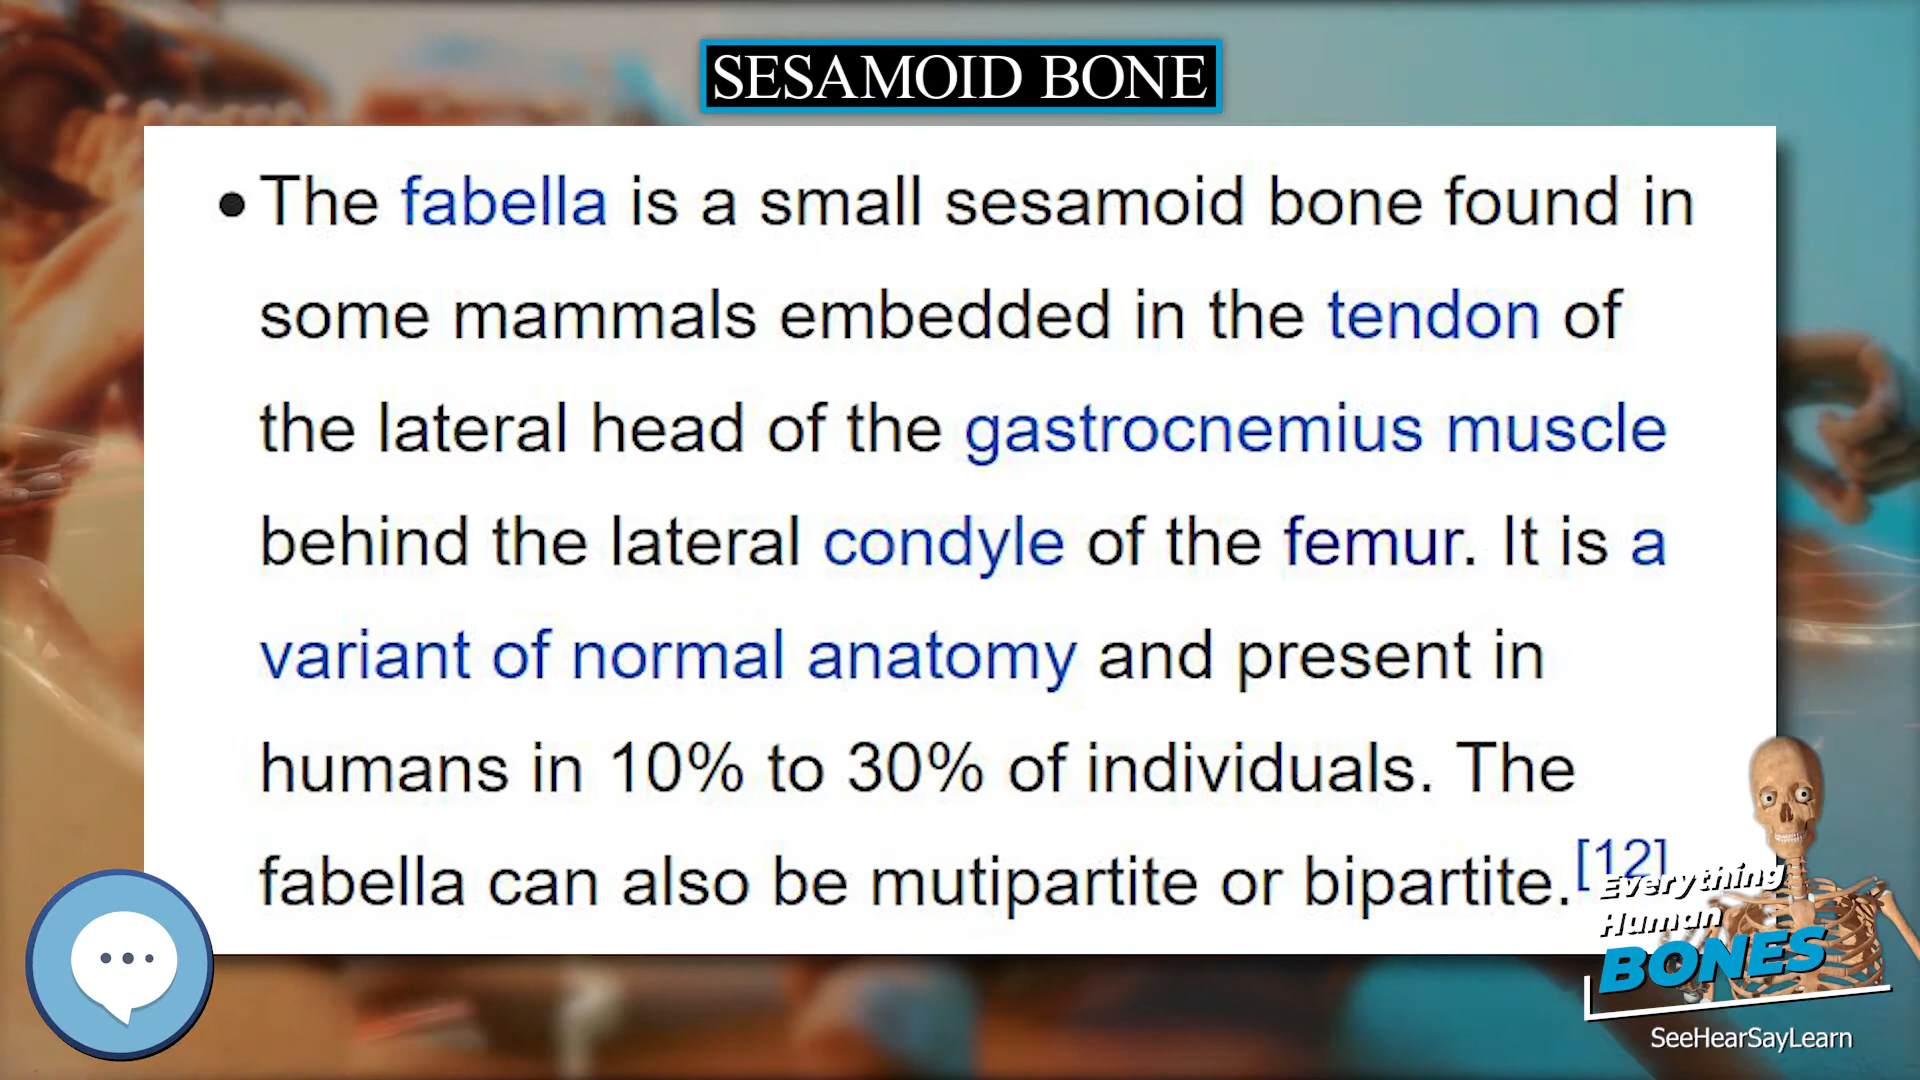 SESAMOID BONE
• The fabella is a small sesamoid bone found in
some mammals embedded in the tendon of
the lateral head of the gastrocnemius muscle
behind the lateral condyle of the femur. It is a
variant of normal anatomy and present in
humans in 10% to 30% of individuals. The
fabella can also be mutipartite or bipartite.[12]
Everything
Human
BONES
SeeHearSayLearn